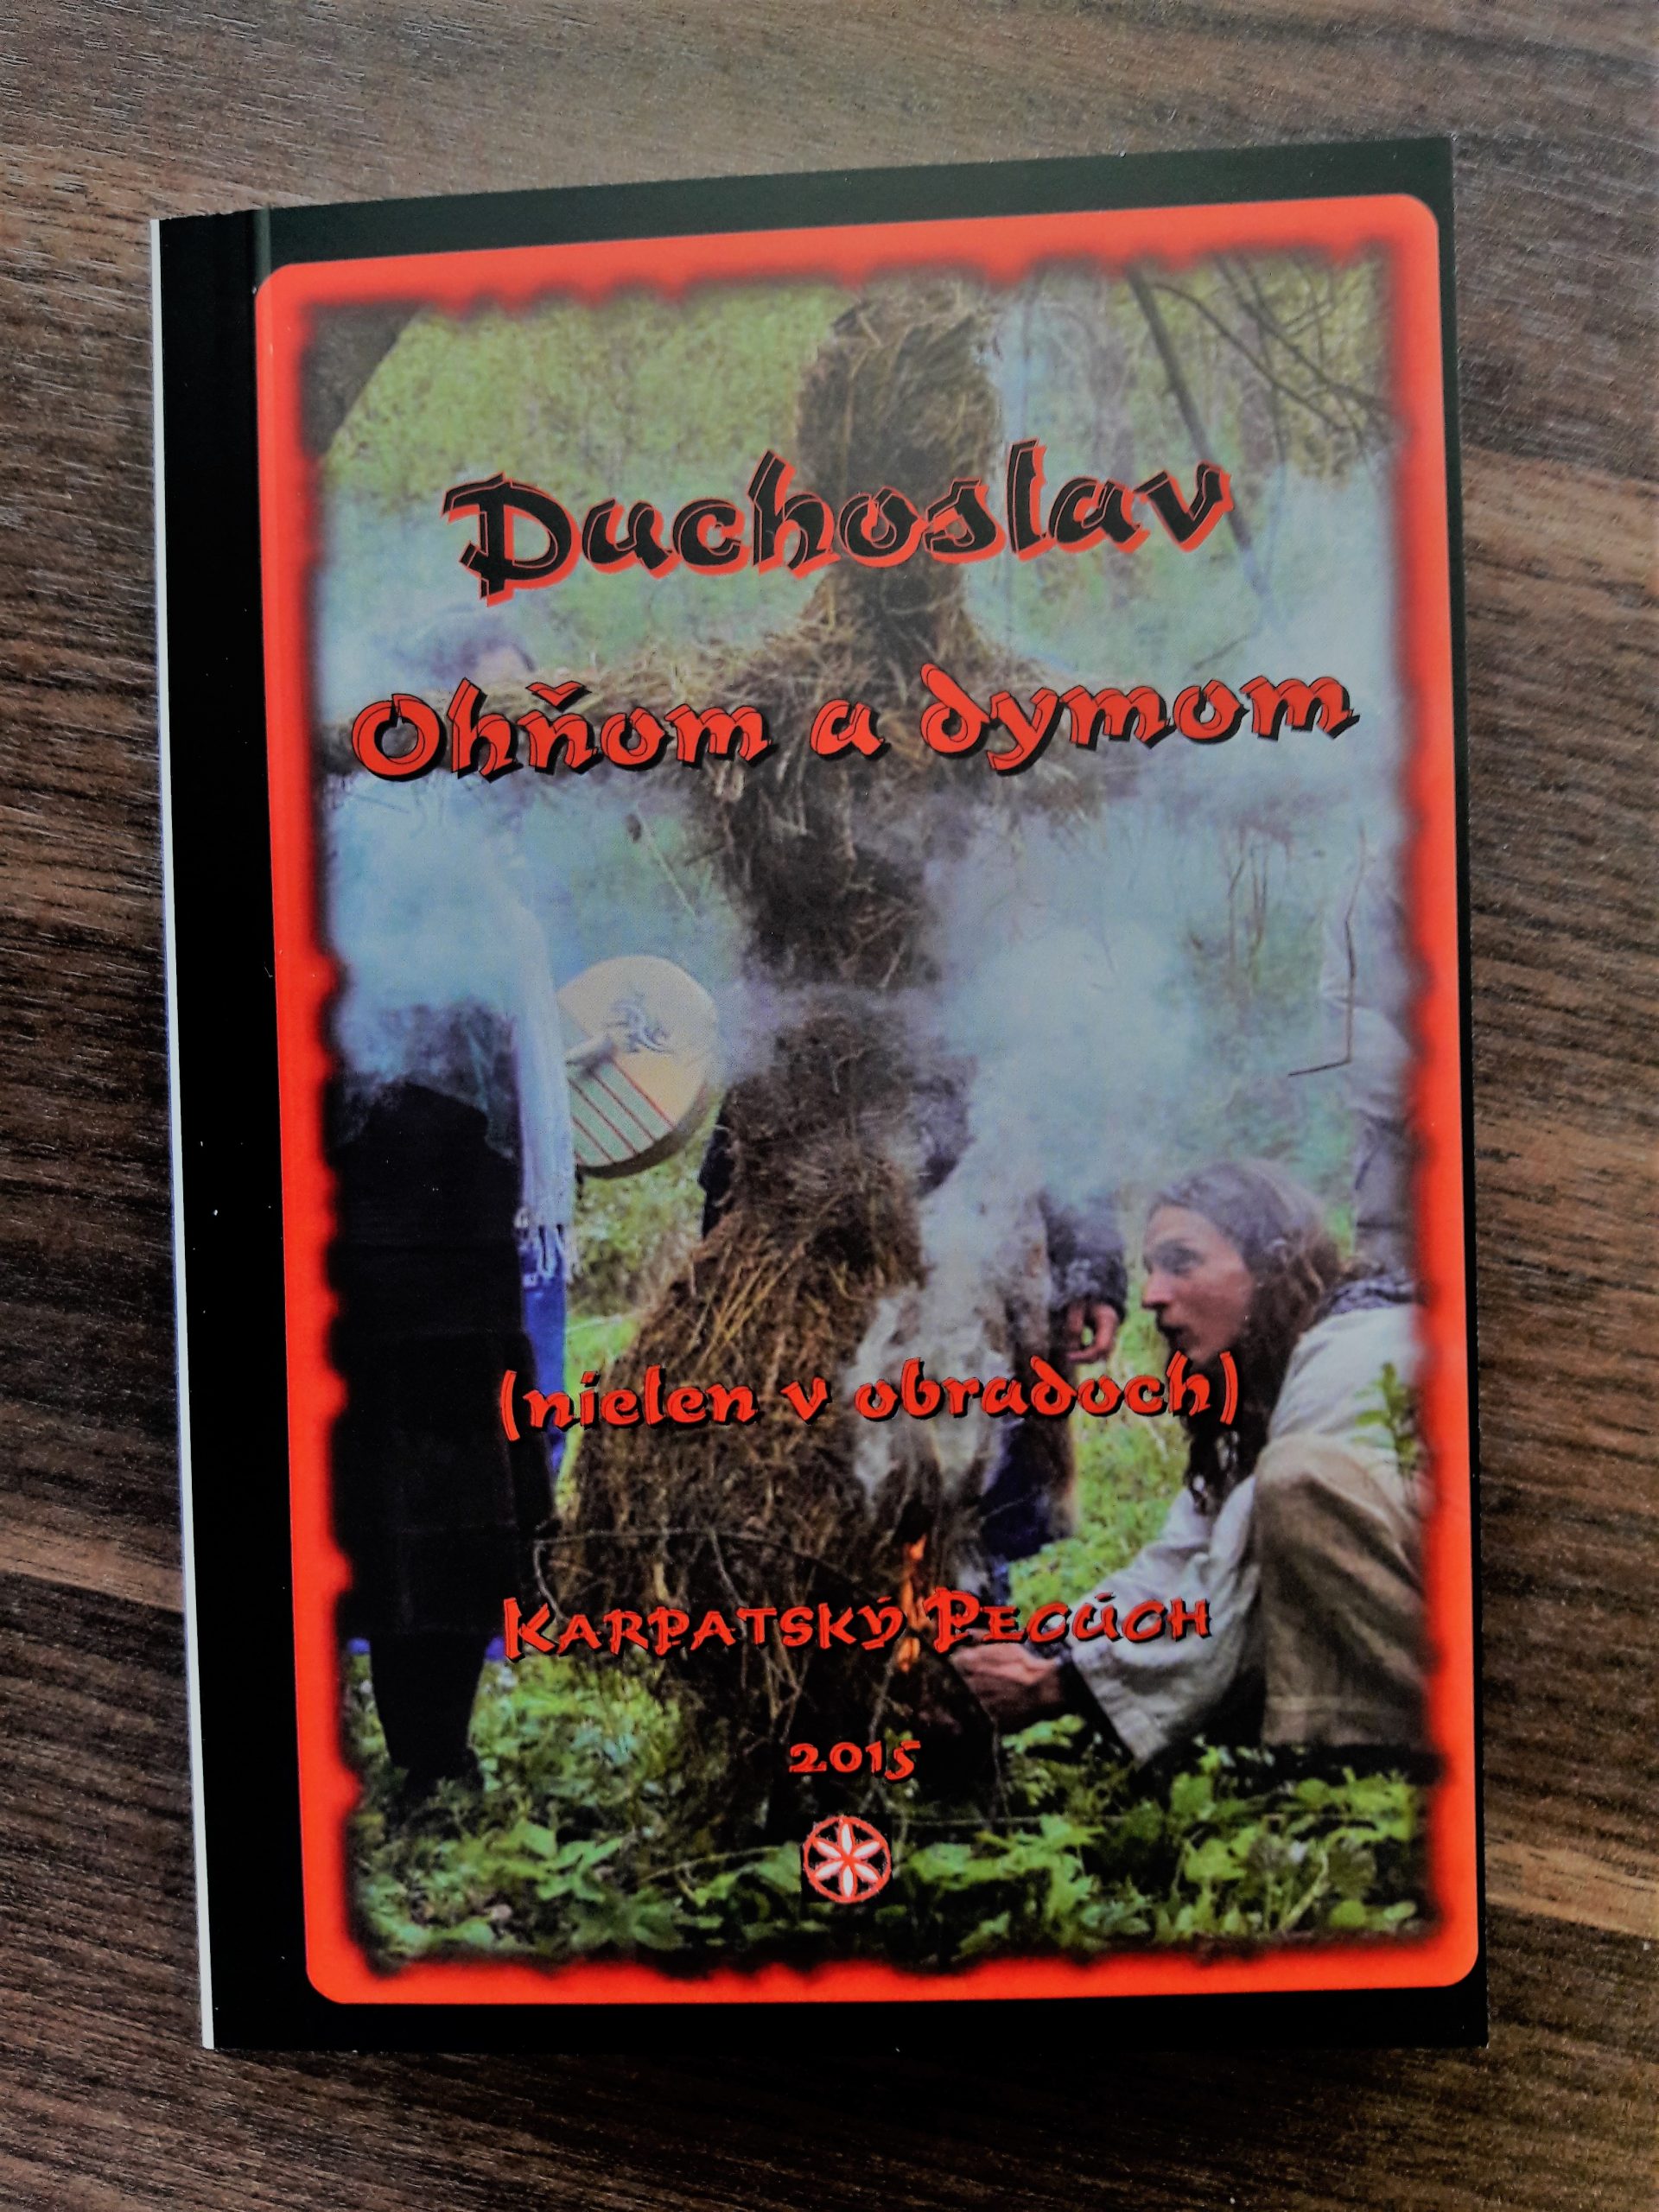 Duchoslav
Ohňom a dymom
(nielen v obradoch)
KARPATSKÝ PECÚCH
2015